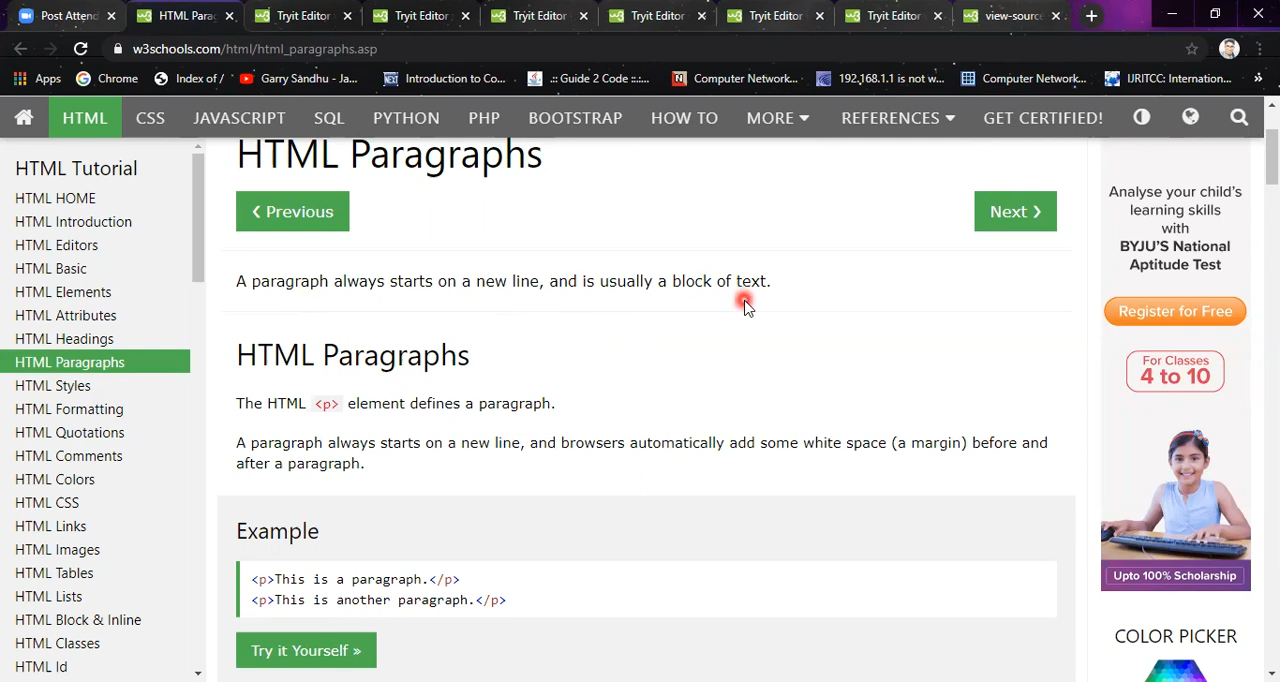 Post Attend
HTML Para
Tryit Editor
Tryit Editor
Tryit Editor
Tryit Editor
Tryit Editor
Tryit Editor
view-source
w3schools.com/html/html_paragraphs.asp
Apps
Chrome
Index of /
Garry Sandhu - Ja...
Introduction to Co...
.:: Guide 2 Code ::....
Computer Network...
192.168.1.1 is not w...
Computer Network...
IJRITCC: Internation...
HTML
CSS
JAVASCRIPT
SQL
PYTHON
PHP
BOOTSTRAP
HOW TO
MORE
REFERENCES
GET CERTIFIED!
HTML Tutorial
HTML HOME
HTML Introduction
HTML Editors
HTML Basic
HTML Elements
HTML Attributes
HTML Headings
HTML Paragraphs
HTML Styles
HTML Formatting
HTML Quotations
HTML Comments
HTML Colors
HTML CSS
HTML Links
HTML Images
HTML Tables
HTML Lists
HTML Block & Inline
HTML Classes
HTML Id
HTML Paragraphs
❮ Previous
Next ❯
A paragraph always starts on a new line, and is usually a block of text.
HTML Paragraphs
The HTML <p> element defines a paragraph.
A paragraph always starts on a new line, and browsers automatically add some white space (a margin) before and
after a paragraph.
Example
<p>This is a paragraph.</p>
<p>This is another paragraph.</p>
Try it Yourself »
Analyse your child's
learning skills
with
BYJU'S National
Aptitude Test
Register for Free
For Classes
4 to 10
Upto 100% Scholarship
COLOR PICKER